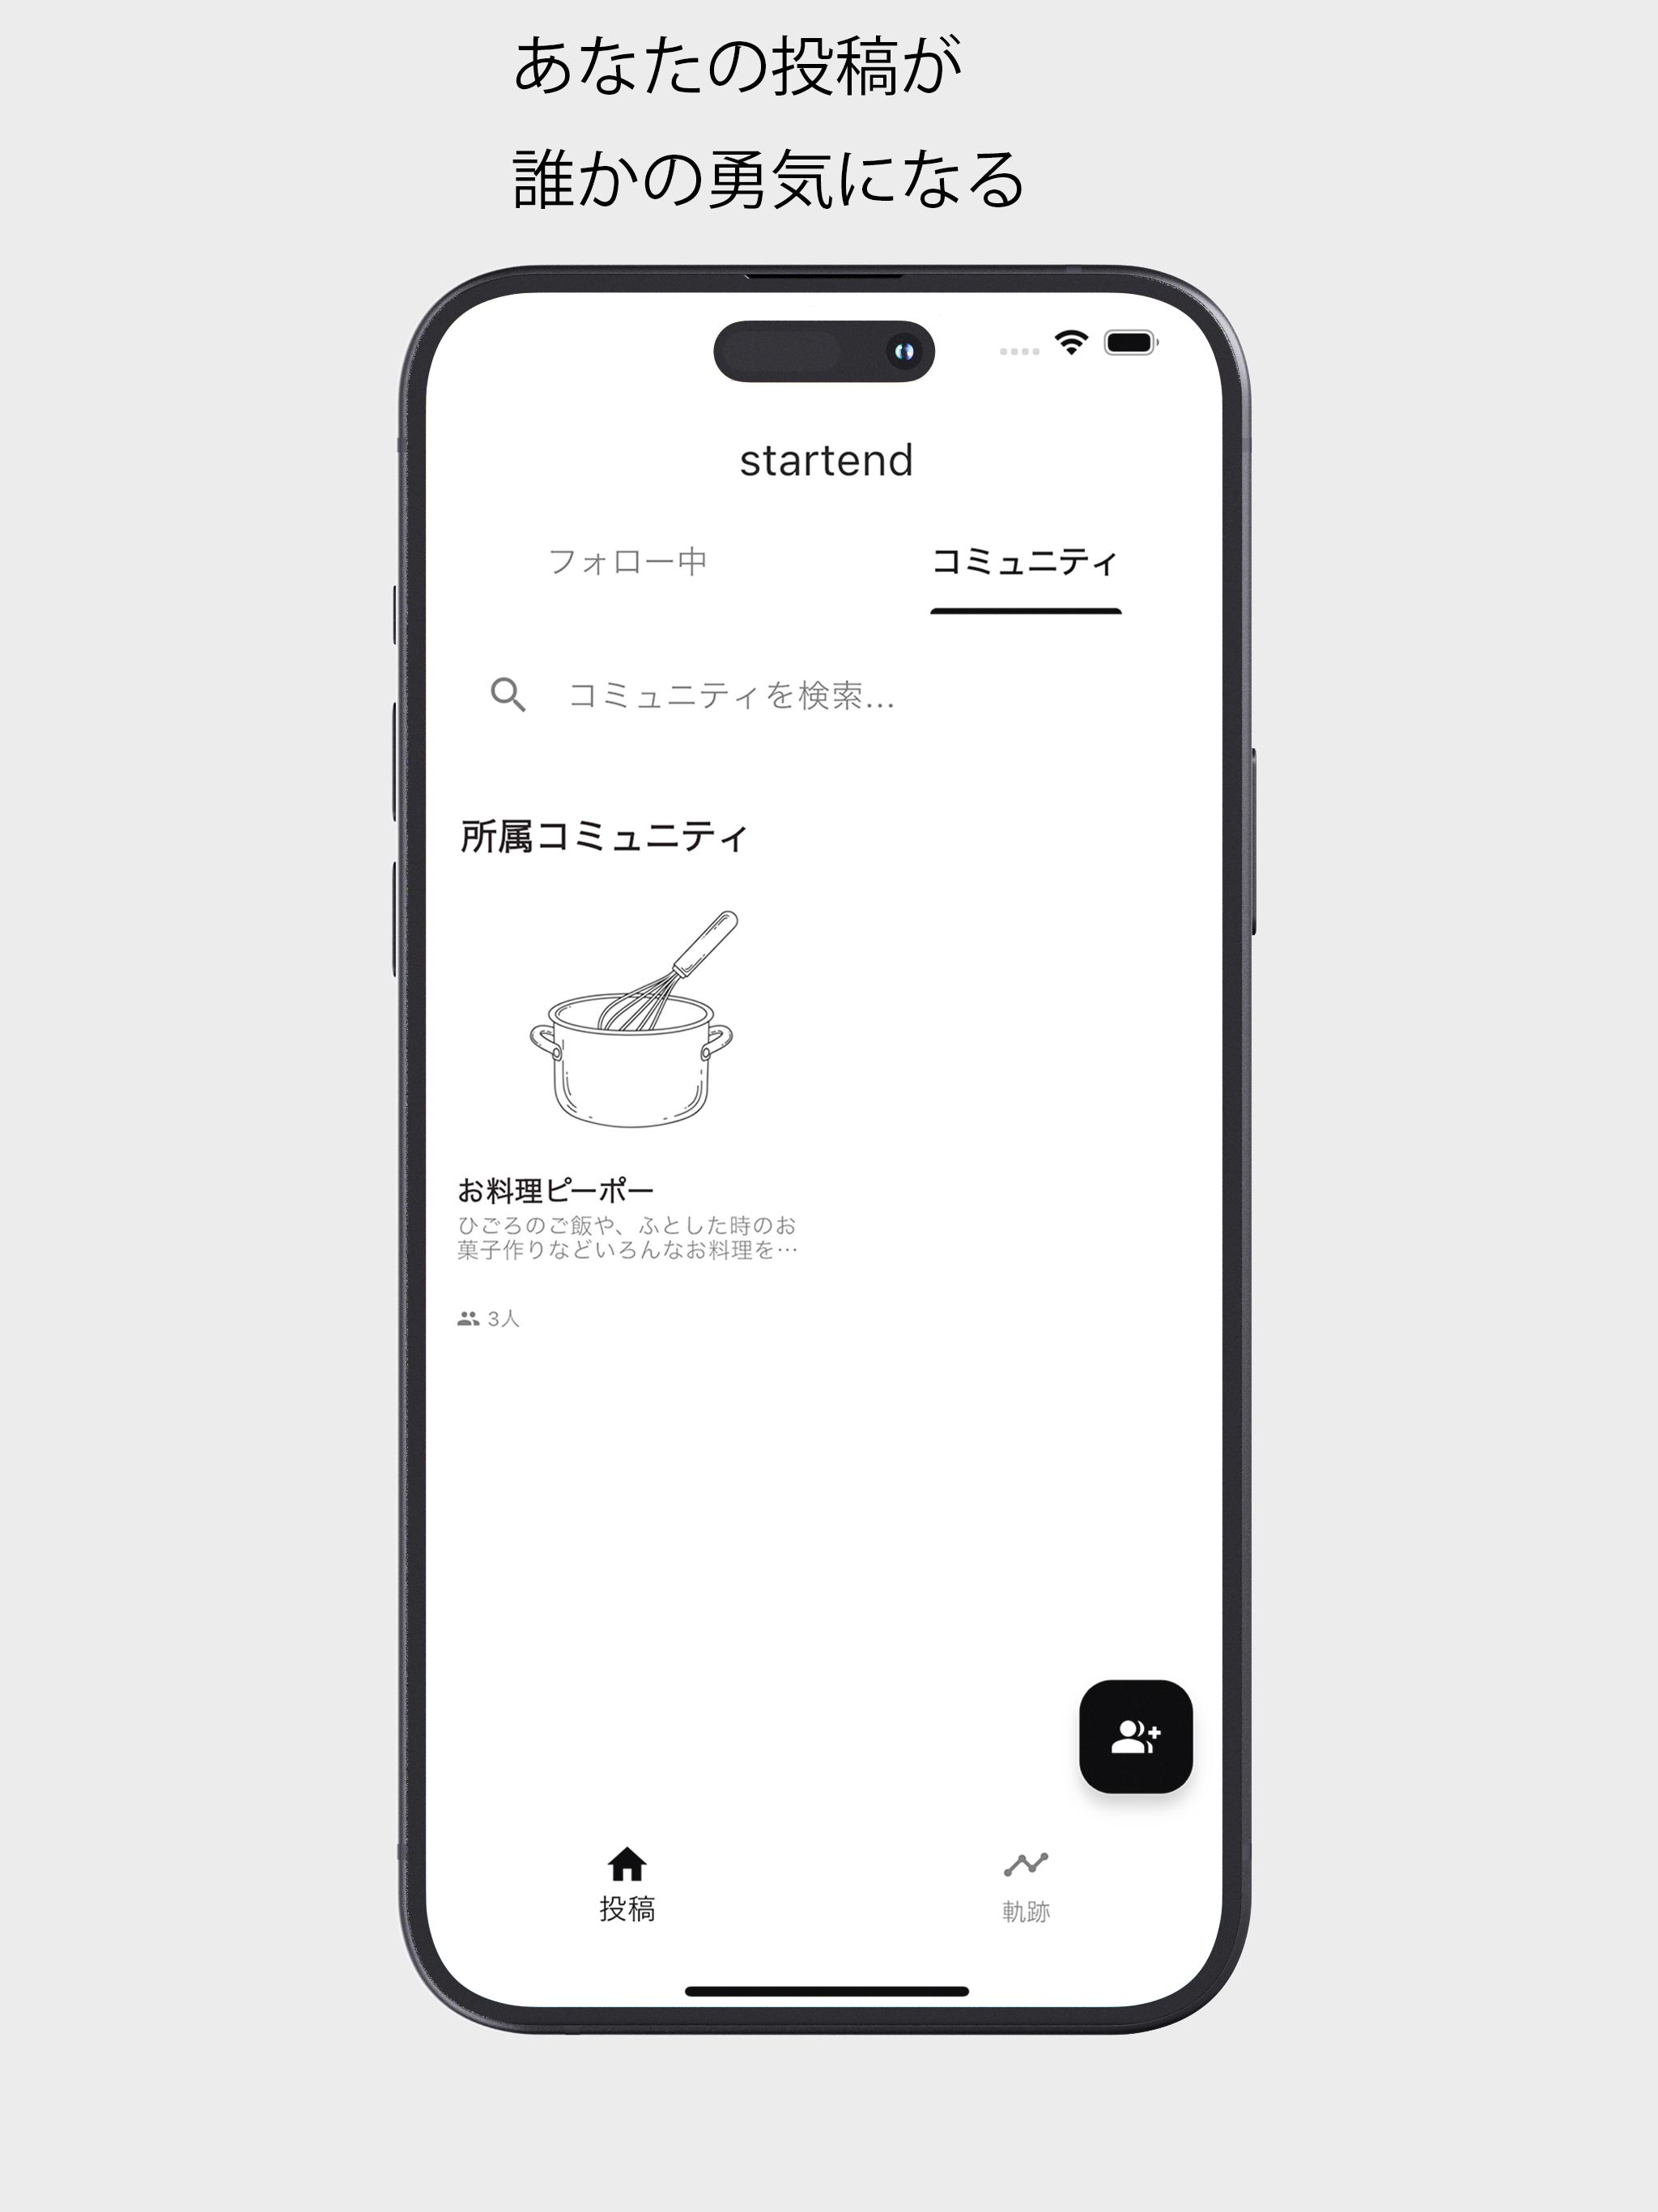 あなたの投稿が
誰かの勇気になる
startend
フォロー中
コミュニティ
コミュニティを検索...
所属コミュニティ
お料理ピーポー
ひごろのご飯や、ふとした時のお
菓子作りなどいろんなお料理を…
3人
投稿
軌跡